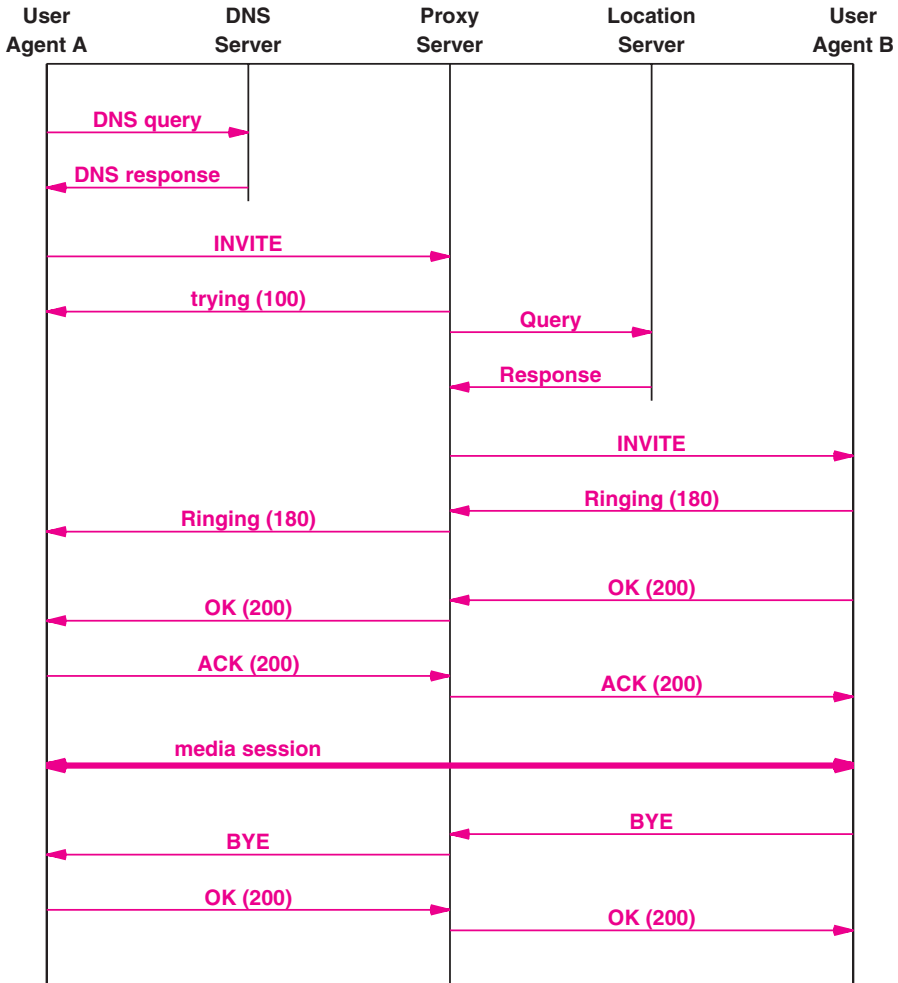 User DNS Proxy Location User
Agent A Server Server Server Agent B
DNS query
DNS response
INVITE
trying (100)
Query
Response
INVITE
Ringing (180)
Ringing (180)
OK (200)
OK (200)
ACK (200)
ACK (200)
media session
BYE
BYE
OK (200)
OK (200)